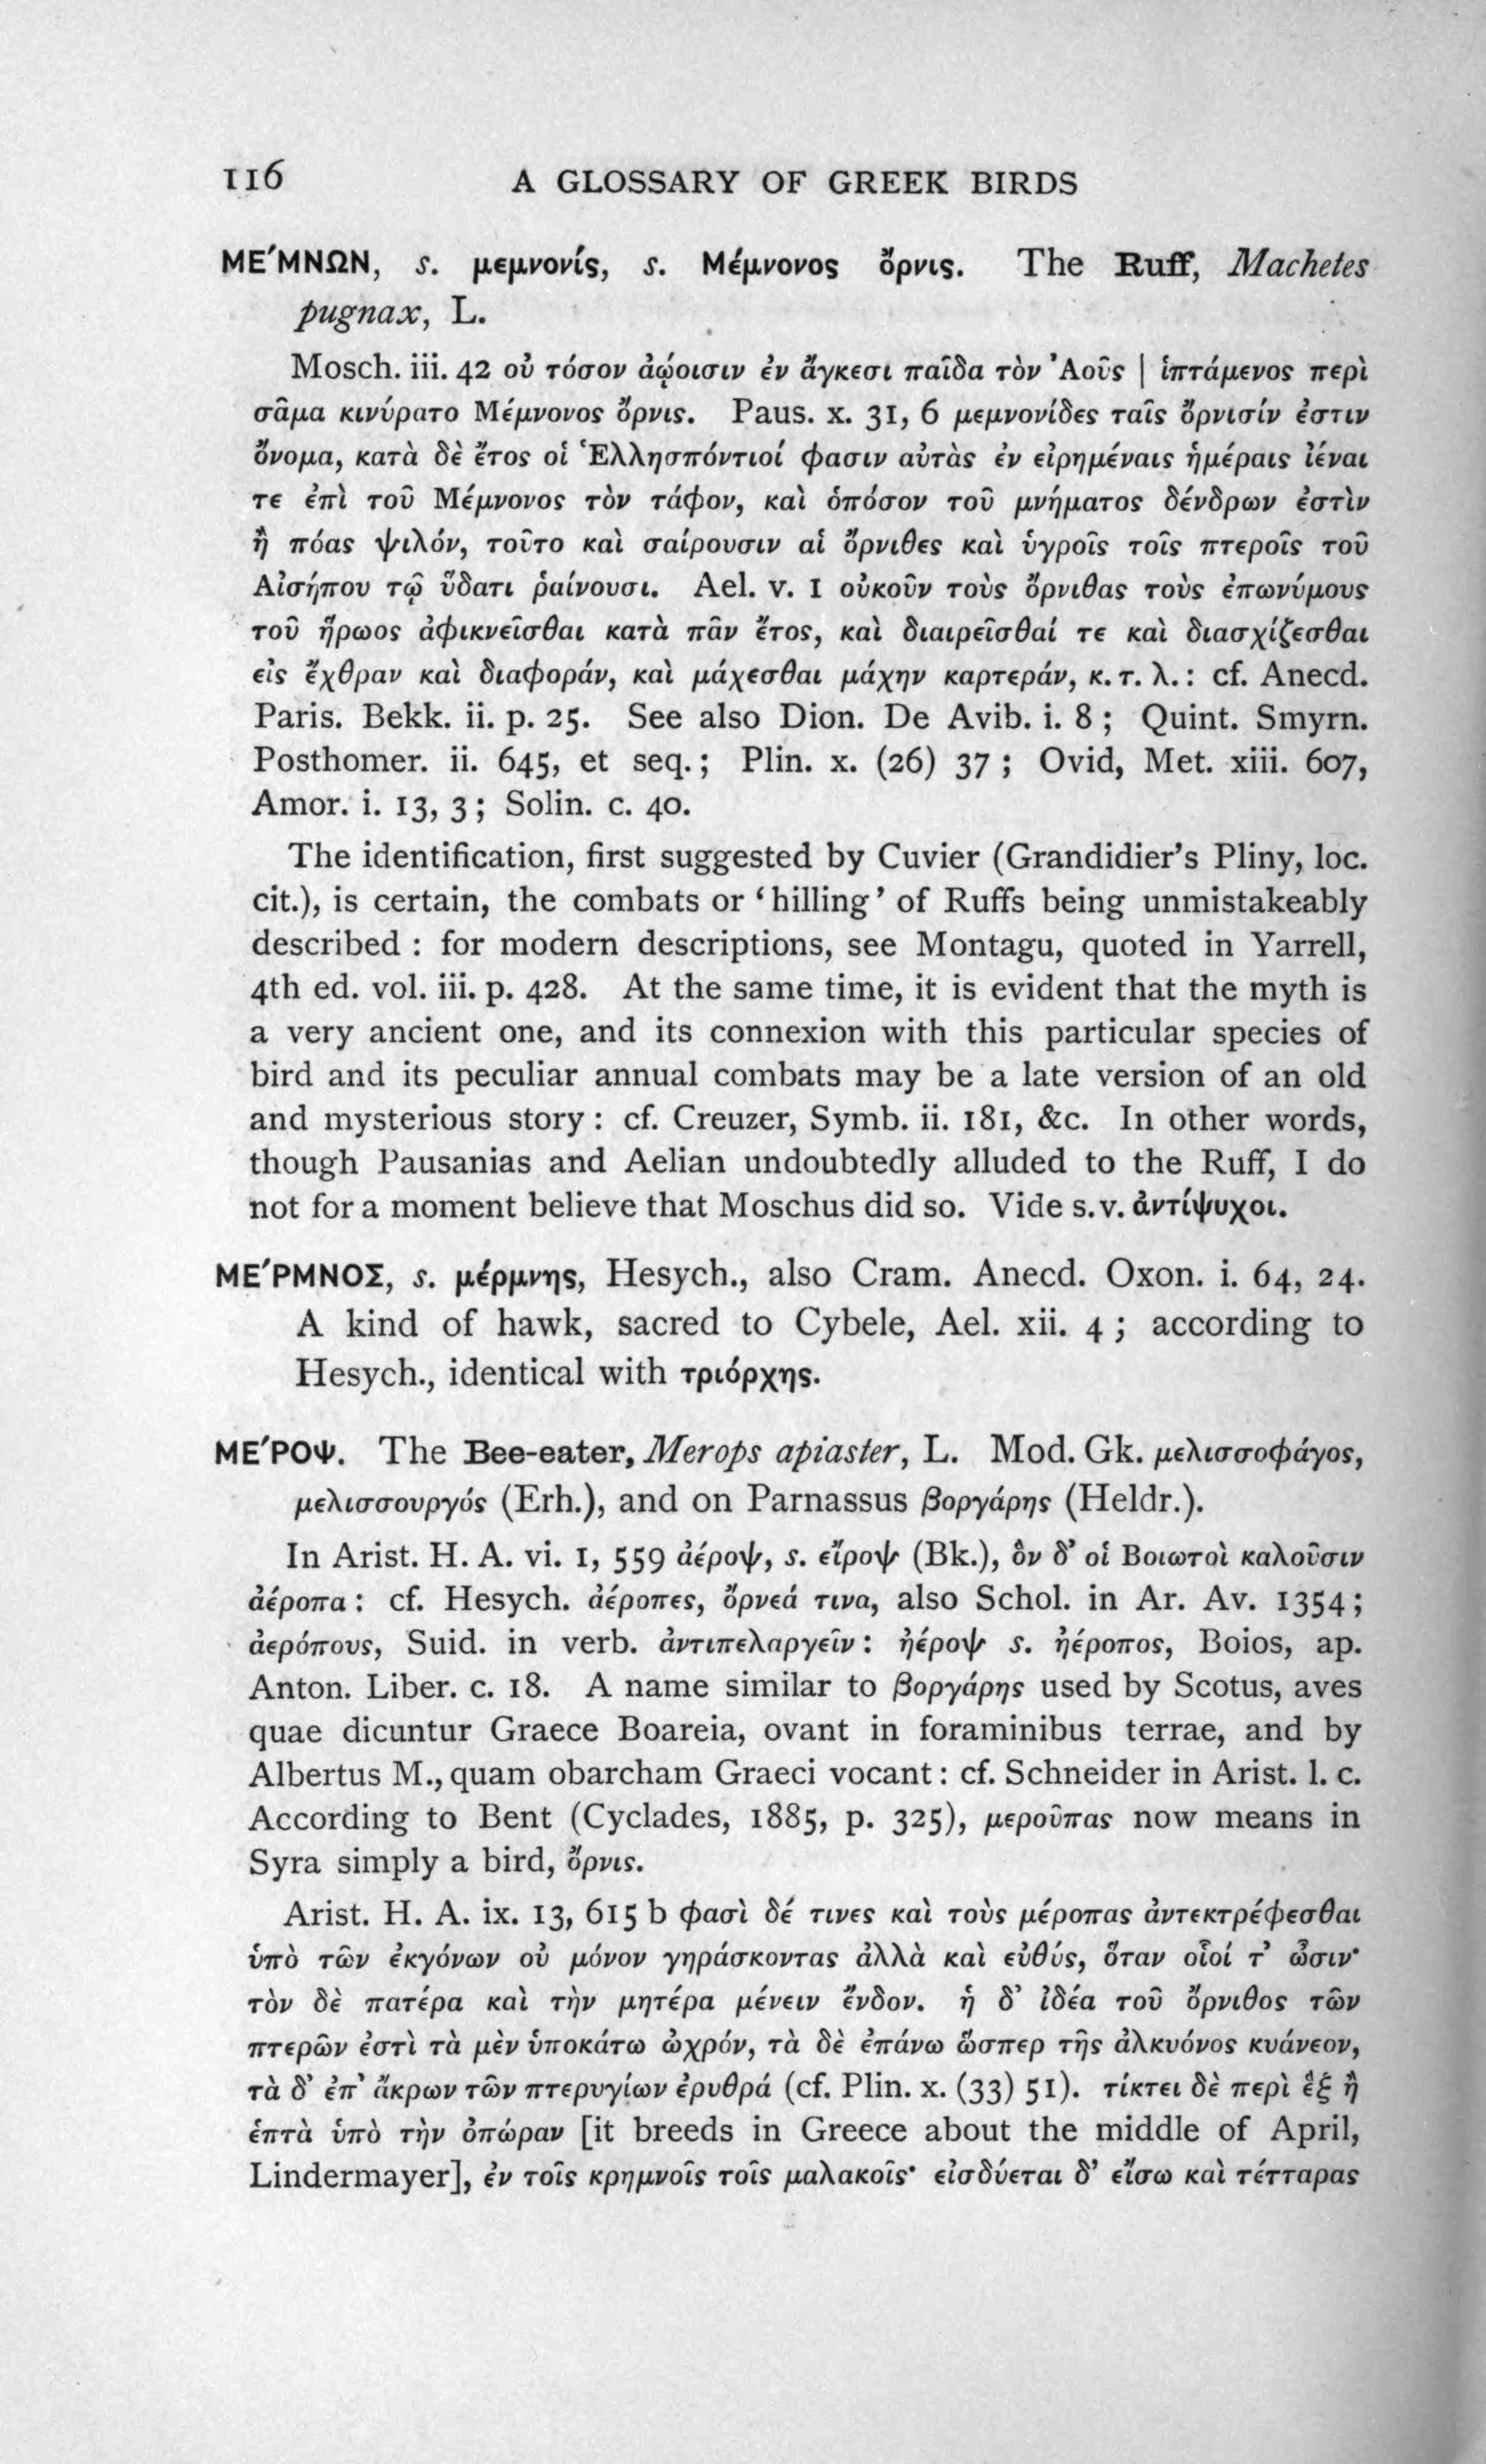 116 A GLOSSARY OF GREEK BIRDS
ΜΕ´ΜΝΩΝ, s. μεμνονίς, s. Μέμνονος ὄρνις. The Ruff, Machetes
pugnax, L.
Mosch. iii. 42 οὐ τόσον ἀῴοισιν ἐν ἄγκεσι παῖδα τὸν Ἀοῦς | ἱπτάμενος περὶ
σᾶμα κινύρατο Μέμνονος ὄρνις. Paus. x. 31, 6 μεμνονίδες ταῖς ὄρνισίν ἐστιν
ὄνομα, κατὰ δὲ ἔτος οἱ Ἑλλησπόντιοί φασιν αὐτὰς ἐν εἰρημέναις ἡμέραις ἰέναι
τε ἐπὶ τοῦ Μέμνονος τὸν τάφον, καὶ ὁπόσον τοῦ μνήματος δένδρων ἐστὶν
ἢ πόας ψιλόν, τοῦτο καὶ σαίρουσιν αἱ ὄρνιθες καὶ ὑγροῖς τοῖς πτεροῖς τοῦ
Αἰσήπου τῷ ὕδατι ῥαίνουσι. Ael. v. 1 οὐκοῦν τοὺς ὄρνιθας τοὺς ἐπωνύμους
τοῦ ἥρωος ἀφικνεῖσθαι κατὰ πᾶν ἔτος, καὶ διαιρεῖσθαί τε καὶ διασχίζεσθαι
εἰς ἔχθραν καὶ διαφοράν, καὶ μάχεσθαι μάχην καρτεράν, κ. τ. λ.: cf. Anecd.
Paris. Bekk. ii. p. 25. See also Dion. De Avib. i. 8 ; Quint. Smyrn.
Posthomer. ii. 645, et seq. ; Plin. x. (26) 37 ; Ovid, Met. xiii. 607,
Amor. i. 13, 3 ; Solin. c. 40.
The identification, first suggested by Cuvier (Grandidier's Pliny, loc.
cit.), is certain, the combats or ‘hilling’ of Ruffs being unmistakeably
described : for modern descriptions, see Montagu, quoted in Yarrell,
4th ed. vol. iii. p. 428. At the same time, it is evident that the myth is
a very ancient one, and its connexion with this particular species of
bird and its peculiar annual combats may be a late version of an old
and mysterious story : cf. Creuzer, Symb. ii. 181, &c. In other words,
though Pausanias and Aelian undoubtedly alluded to the Ruff, I do
not for a moment believe that Moschus did so. Vide s.v. ἀντίψυχοι.
ΜΕ´ΡΜΝΟΣ, s. μέρμνης, Hesych., also Cram. Anecd. Oxon. i. 64, 24.
A kind of hawk, sacred to Cybele, Ael. xii. 4 ; according to
Hesych., identical with τριόρχης.
ΜΕ´ΡΟΨ. The Bee-eater, Merops apiaster, L. Mod. Gk. μελισσοφάγος,
μελισσουργός (Erh.), and on Parnassus βοργάρης (Heldr.).
In Arist. H. A. vi. 1, 559 ἀέροψ, s. εἴροψ (Bk.), ὃν δ' οἱ Βοιωτοὶ καλοῦσιν
ἀέροπα : cf. Hesych. ἀέροπες, ὄρνεά τινα, also Schol. in Ar. Av. 1354 ;
ἀερόπους, Suid. in verb. ἀντιπελαργεῖν : ἠέροψ s. ἠέροπος, Boios, ap.
Anton. Liber. c. 18. A name similar to βοργάρης used by Scotus, aves
quae dicuntur Graece Boareia, ovant in foraminibus terrae, and by
Albertus M., quam obarcham Graeci vocant : cf. Schneider in Arist. l. c.
According to Bent (Cyclades, 1885, p. 325), μεροῦπας now means in
Syra simply a bird, ὄρνις.
Arist. H. A. ix. 13, 615 b φασὶ δέ τινες καὶ τοὺς μέροπας ἀντεκτρέφεσθαι
ὑπὸ τῶν ἐκγόνων οὐ μόνον γηράσκοντας ἀλλὰ καὶ εὐθύς, ὅταν οἷοί τ' ὦσιν·
τὸν δὲ πατέρα καὶ τὴν μητέρα μένειν ἔνδον. ἡ δ' ἰδέα τοῦ ὄρνιθος τῶν
πτερῶν ἐστὶ τὰ μὲν ὑποκάτω ὠχρόν, τὰ δὲ ἐπάνω ὥσπερ τῆς ἀλκυόνος κυάνεον,
τὰ δ' ἐπ' ἄκρων τῶν πτερυγίων ἐρυθρά (cf. Plin. x. (33) 51). τίκτει δὲ περὶ ἓξ ἢ
ἑπτὰ ὑπὸ τὴν ὀπώραν [it breeds in Greece about the middle of April,
Lindermayer], ἐν τοῖς κρημνοῖς τοῖς μαλακοῖς· εἰσδύεται δ' εἴσω καὶ τέτταρας